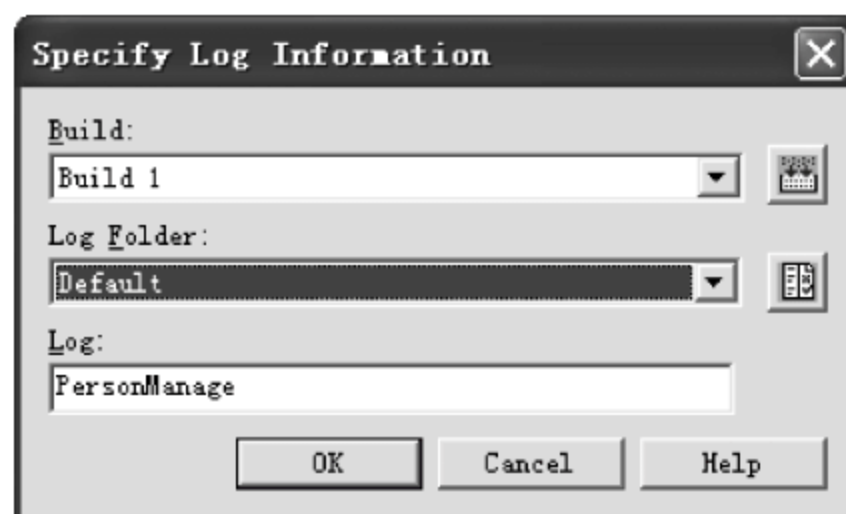 Specify Log Information
Build:
Build 1
Log Folder:
Default
Log:
PersonManage
OK Cancel Help